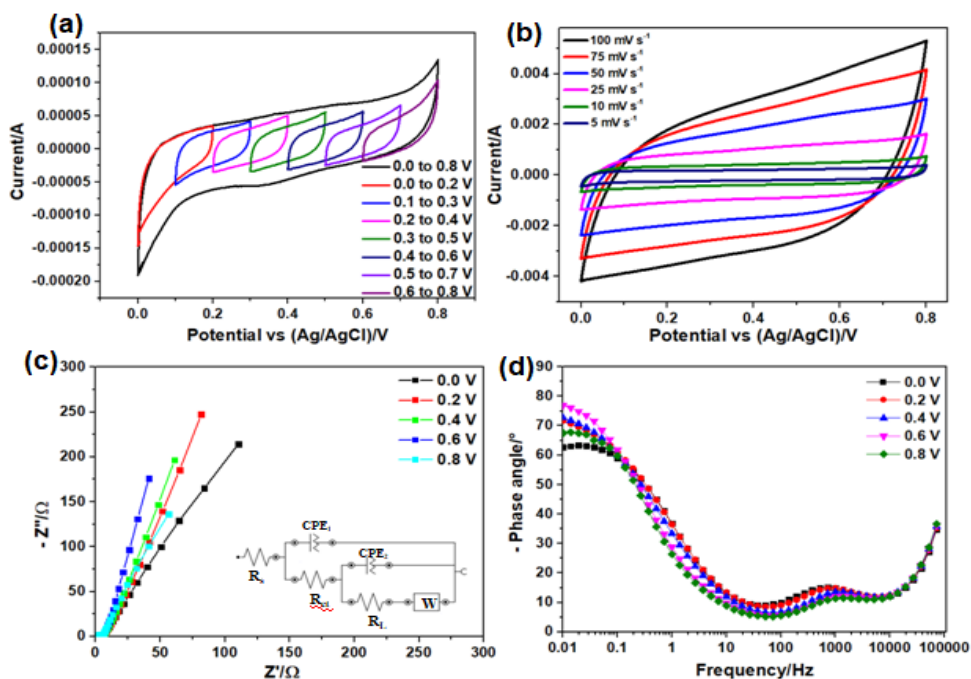 (a)
0.00015
0.00010
0.00005
0.00000
-0.00005
-0.00010
-0.00015
-0.00020
Current/A
0.0 to 0.8 V
0.0 to 0.2 V
0.1 to 0.3 V
0.2 to 0.4 V
0.3 to 0.5 V
0.4 to 0.6 V
0.5 to 0.7 V
0.6 to 0.8 V
0.0 0.2 0.4 0.6 0.8
Potential vs (Ag/AgCl)/V
(b)
100 mV s⁻¹
75 mV s⁻¹
50 mV s⁻¹
25 mV s⁻¹
10 mV s⁻¹
5 mV s⁻¹
0.004
0.002
0.000
-0.002
-0.004
Current/A
0.0 0.2 0.4 0.6 0.8
Potential vs (Ag/AgCl)/V
(c)
300
250
200
150
100
50
0
- Z''/Ω
0.0 V
0.2 V
0.4 V
0.6 V
0.8 V
CPE₁
CPE₂
Rₛ
R꜀ₜ
R_L
W
0 50 100 150 200 250 300
Z'/Ω
(d)
90
80
70
60
50
40
30
20
10
0
- Phase angle/°
0.0 V
0.2 V
0.4 V
0.6 V
0.8 V
0.01 0.1 1 10 100 1000 10000 100000
Frequency/Hz